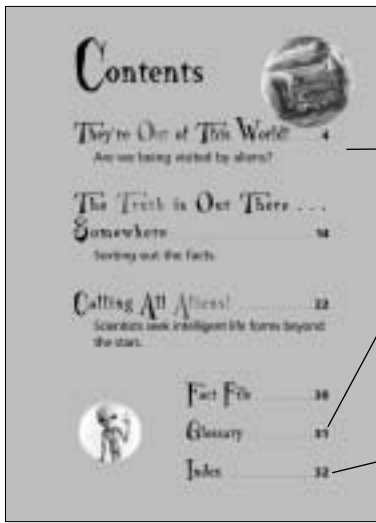 Contents
They're Out of This World! 4
Are we being visited by aliens?
The Truth is Out There . . .
Somewhere 14
Sorting out the facts.
Calling All Aliens! 22
Scientists seek intelligent life forms beyond
the stars.
Fact File 30
Glossary 31
Index 32